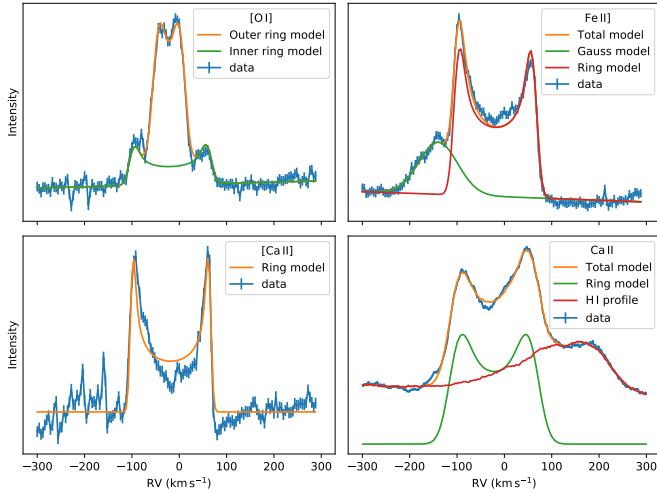 [O I]
Outer ring model
Inner ring model
data
Intensity
Fe II]
Total model
Gauss model
Ring model
data
[Ca II]
Ring model
data
Intensity
−300 −200 −100 0 100 200 300
RV (km s⁻¹)
Ca II
Total model
Ring model
H I profile
data
−300 −200 −100 0 100 200 300
RV (km s⁻¹)